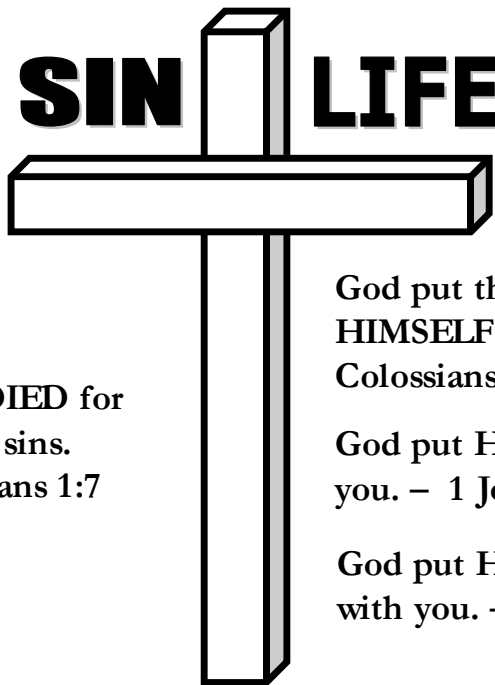 SIN LIFE
God put th
HIMSELF
Colossians
DIED for
sins.
ans 1:7
God put H
you. – 1 Jo
God put H
with you. -